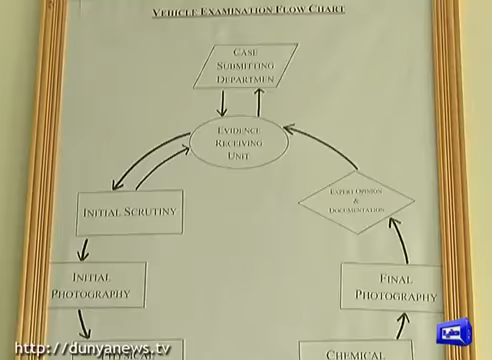 VEHICLE EXAMINATION FLOW CHART
CASE
SUBMITTING
DEPARTMEN
EVIDENCE
RECEIVING
UNIT
INITIAL SCRUTINY
EXPERT OPINION
&
DOCUMENTATION
INITIAL
PHOTOGRAPHY
FINAL
PHOTOGRAPHY
CHEMICAL
http://dunyanews.tv